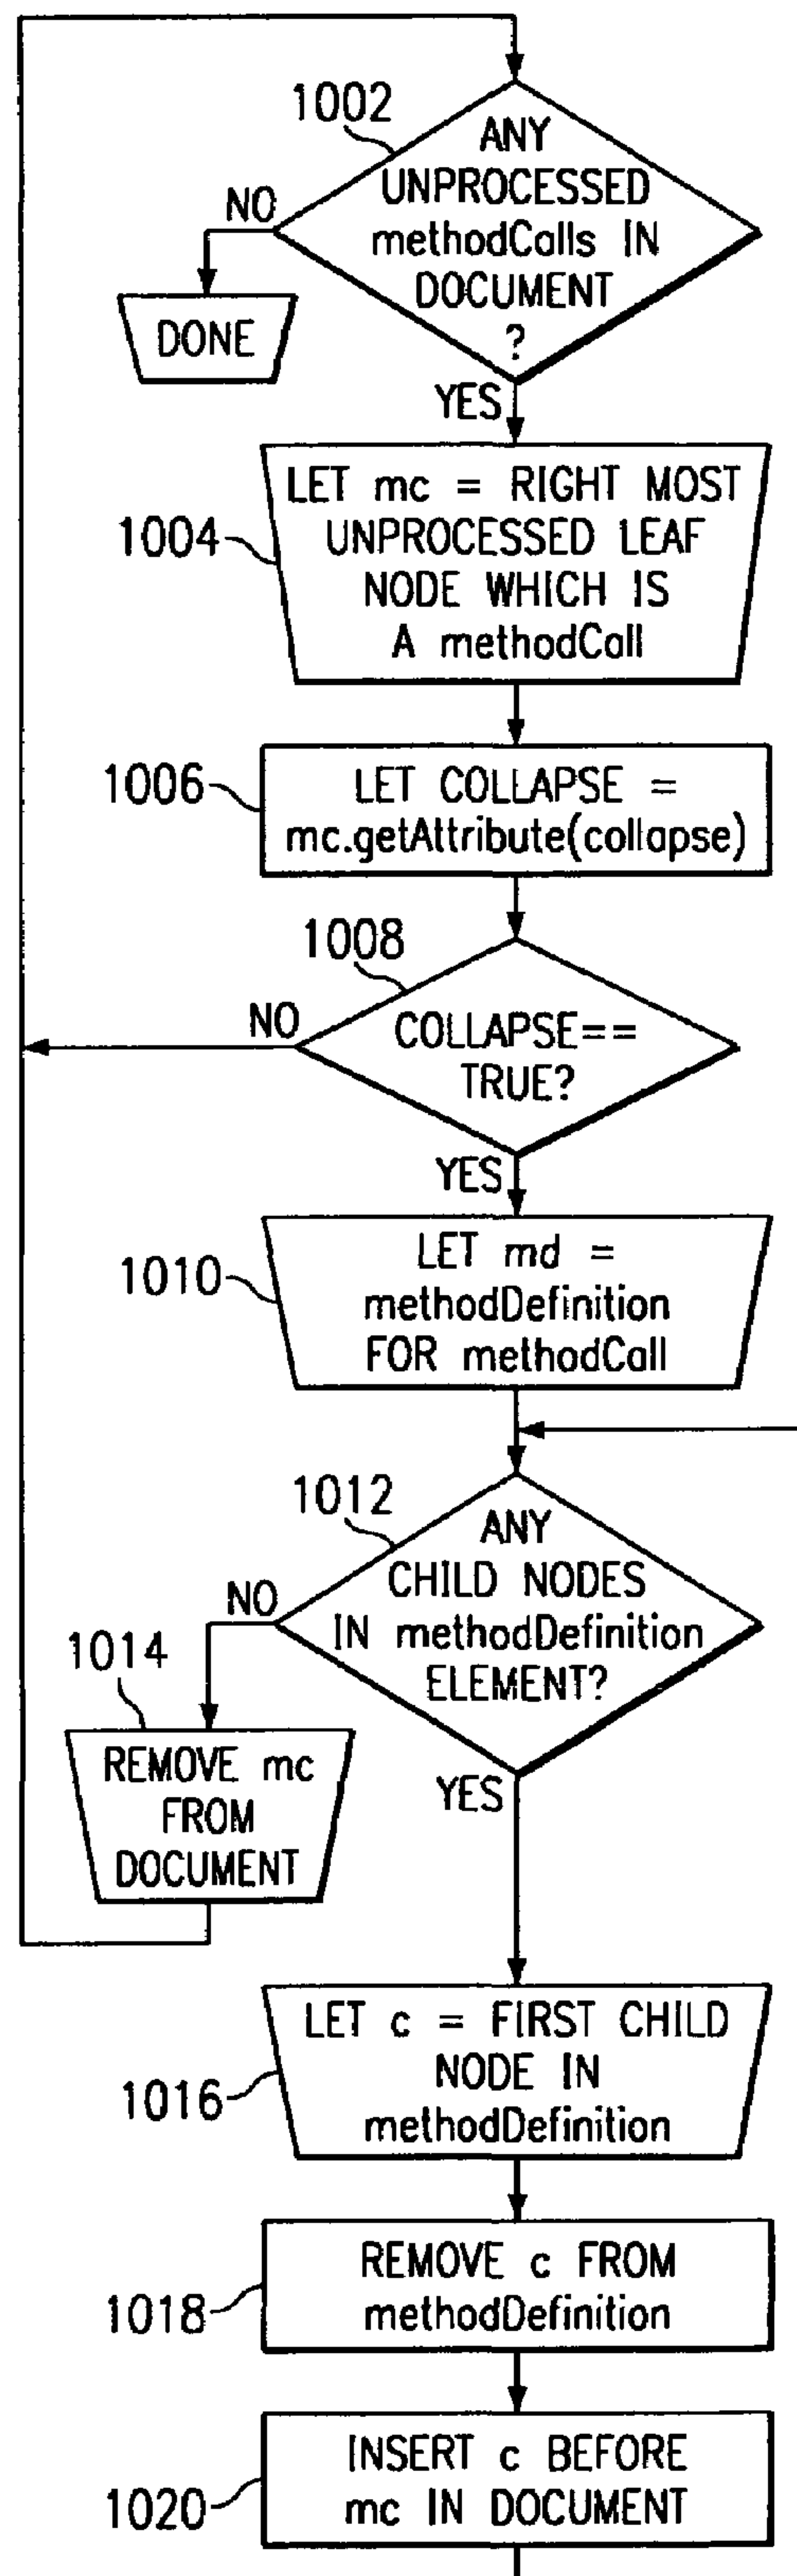 1002
ANY
UNPROCESSED
methodCalls IN
DOCUMENT
?
NO
DONE
YES
1004
LET mc = RIGHT MOST
UNPROCESSED LEAF
NODE WHICH IS
A methodCall
1006
LET COLLAPSE =
mc.getAttribute(collapse)
1008
NO
COLLAPSE==
TRUE?
YES
1010
LET md =
methodDefinition
FOR methodCall
1012
ANY
CHILD NODES
IN methodDefinition
ELEMENT?
NO
1014
REMOVE mc
FROM
DOCUMENT
YES
1016
LET c = FIRST CHILD
NODE IN
methodDefinition
1018
REMOVE c FROM
methodDefinition
1020
INSERT c BEFORE
mc IN DOCUMENT